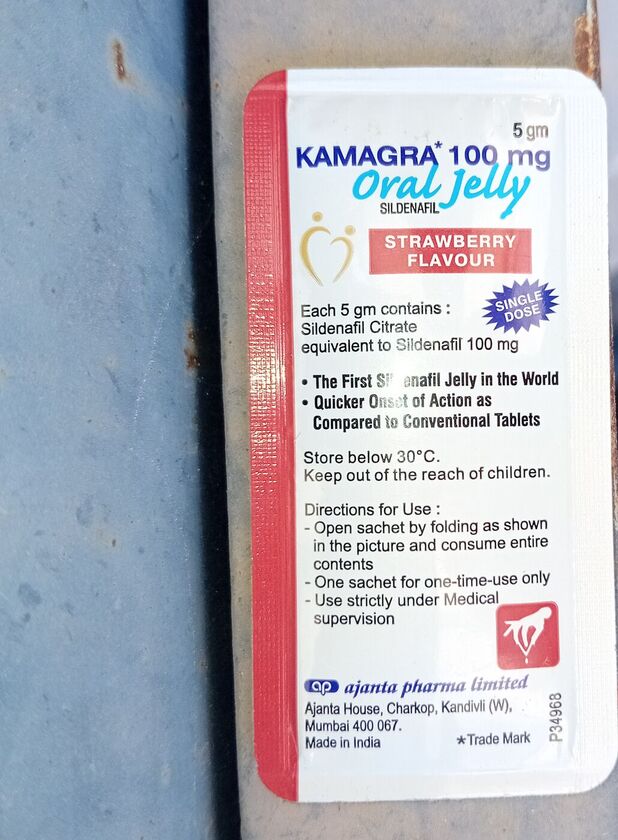 5 gm
KAMAGRA* 100 mg
Oral Jelly
SILDENAFIL
STRAWBERRY
FLAVOUR
SINGLE
DOSE
Each 5 gm contains :
Sildenafil Citrate
equivalent to Sildenafil 100 mg
• The First Sildenafil Jelly in the World
• Quicker Onset of Action as
Compared to Conventional Tablets
Store below 30°C.
Keep out of the reach of children.
Directions for Use :
- Open sachet by folding as shown
in the picture and consume entire
contents
- One sachet for one-time-use only
- Use strictly under Medical
supervision
ap ajanta pharma limited
Ajanta House, Charkop, Kandivli (W),
Mumbai 400 067.
Made in India
*Trade Mark
P34968